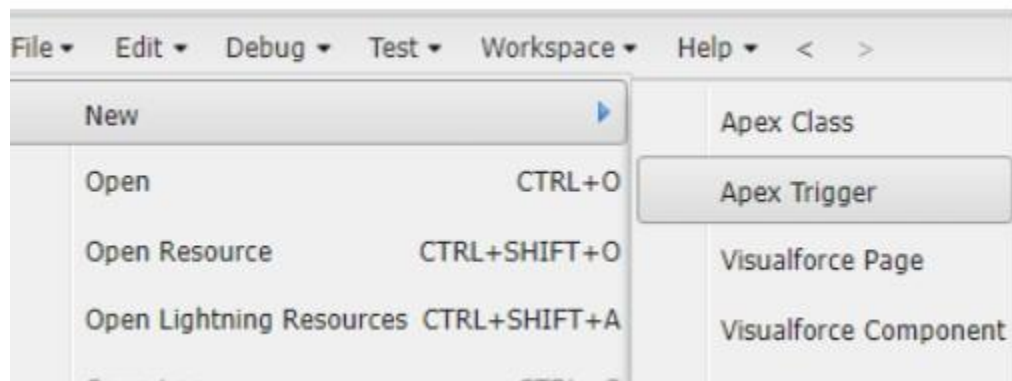 File Edit Debug Test Workspace Help < >
New
Apex Class
Open CTRL+O
Apex Trigger
Open Resource CTRL+SHIFT+O
Visualforce Page
Open Lightning Resources CTRL+SHIFT+A
Visualforce Component